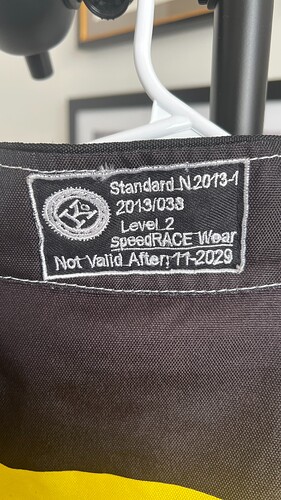 Standard N.2013-1
2013/038
Level 2
speedRACE Wear
Not Valid After: 11-2029